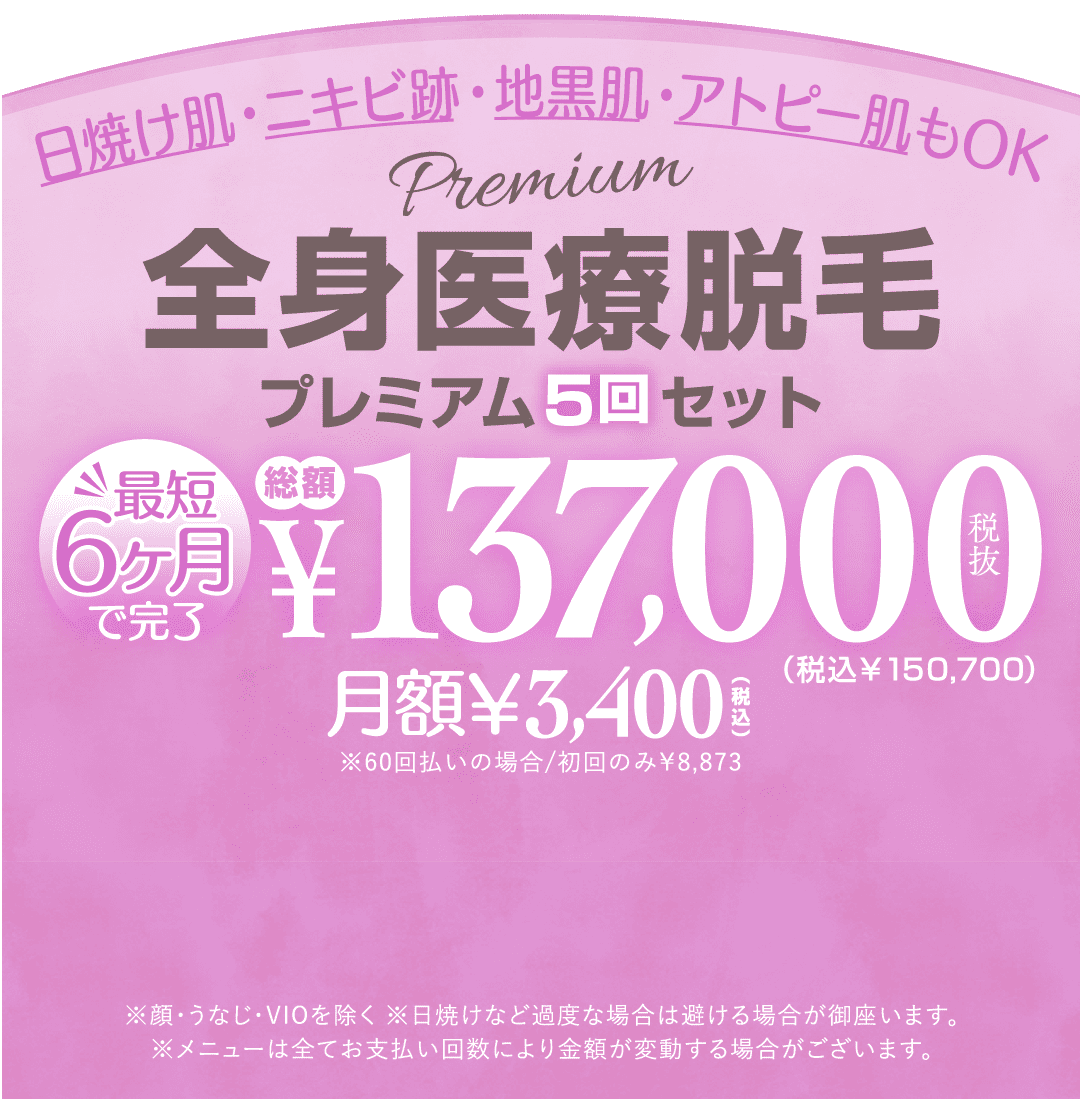 日焼け肌・ニキビ跡・地黒肌・アトピー肌もOK
Premium
全身医療脱毛
プレミアム5回セット
最短
6ヶ月
で完了
総額
¥137,000
税抜
(税込¥150,700)
月額¥3,400(税込)
※60回払いの場合/初回のみ¥8,873
※顔・うなじ・VIOを除く ※日焼けなど過度な場合は避ける場合が御座います。
※メニューは全てお支払い回数により金額が変動する場合がございます。